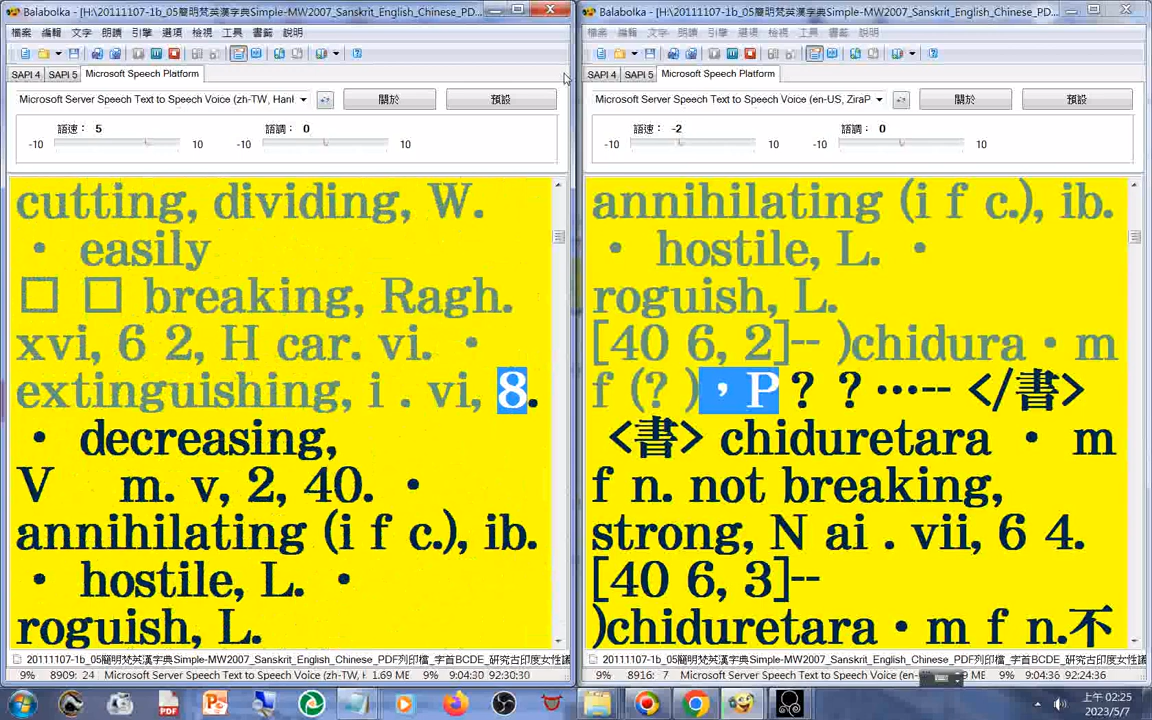 Balabolka - [H:\20111107-1b_05簡明梵英漢字典Simple-MW2007_Sanskrit_English_Chinese_PD...
檔案 編輯 文字 朗讀 引擎 選項 檢視 工具 書籤 說明
SAPI 4 SAPI 5 Microsoft Speech Platform
Microsoft Server Speech Text to Speech Voice (zh-TW, Hanl
關於 預設
語速： 5 語調： 0
-10 10 -10 10
cutting, dividing, W.
• easily
□ □ breaking, Ragh.
xvi, 6 2, H car. vi. •
extinguishing, i . vi, 8.
• decreasing,
V m. v, 2, 40. •
annihilating (i f c.), ib.
• hostile, L. •
roguish, L.
20111107-1b_05簡明梵英漢字典Simple-MW2007_Sanskrit_English_Chinese_PDF列印檔_字首BCDE_研究古印度女性議
9% 8909: 24 Modified 1.69 ME 9% 9:04:30 92:30:30
Microsoft Server Speech Text to Speech Voice (zh-TW,
Balabolka - [H:\20111107-1b_05簡明梵英漢字典Simple-MW2007_Sanskrit_English_Chinese_PD...
檔案 編輯 文字 朗讀 引擎 選項 檢視 工具 書籤 說明
SAPI 4 SAPI 5 Microsoft Speech Platform
Microsoft Server Speech Text to Speech Voice (en-US, ZiraP
關於 預設
語速： -2 語調： 0
-10 10 -10 10
annihilating (i f c.), ib.
• hostile, L. •
roguish, L.
[40 6, 2]-- )chidura • m
f (? ) ，P？？…-- </書>
<書> chiduretara • m
f n. not breaking,
strong, N ai . vii, 6 4.
[40 6, 3]--
)chiduretara • m f n.不
20111107-1b_05簡明梵英漢字典Simple-MW2007_Sanskrit_English_Chinese_PDF列印檔_字首BCDE_研究古印度女性議
9% 8916: 7 Microsoft Server Speech Text to Speech Voice (en-US, 9% 9:04:36 92:24:36
上午 02:25
2023/5/7